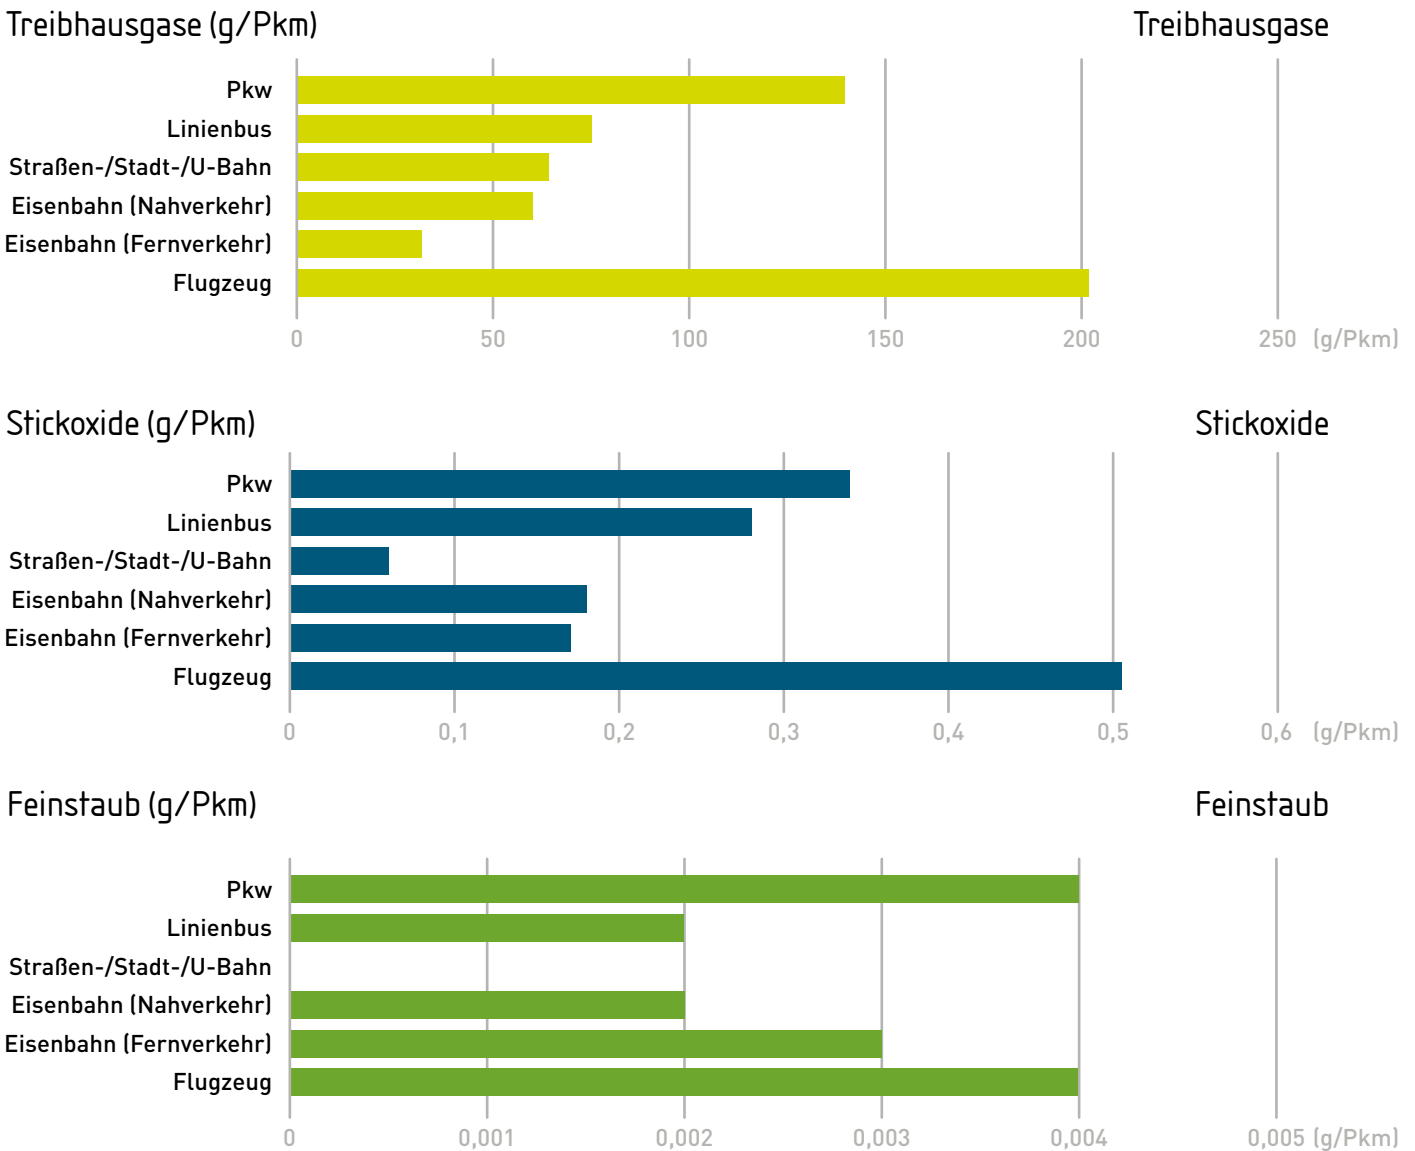 Treibhausgase (g/Pkm) Treibhausgase
Pkw
Linienbus
Straßen-/Stadt-/U-Bahn
Eisenbahn (Nahverkehr)
Eisenbahn (Fernverkehr)
Flugzeug
0 50 100 150 200 250 (g/Pkm)
Stickoxide (g/Pkm) Stickoxide
Pkw
Linienbus
Straßen-/Stadt-/U-Bahn
Eisenbahn (Nahverkehr)
Eisenbahn (Fernverkehr)
Flugzeug
0 0,1 0,2 0,3 0,4 0,5 0,6 (g/Pkm)
Feinstaub (g/Pkm) Feinstaub
Pkw
Linienbus
Straßen-/Stadt-/U-Bahn
Eisenbahn (Nahverkehr)
Eisenbahn (Fernverkehr)
Flugzeug
0 0,001 0,002 0,003 0,004 0,005 (g/Pkm)